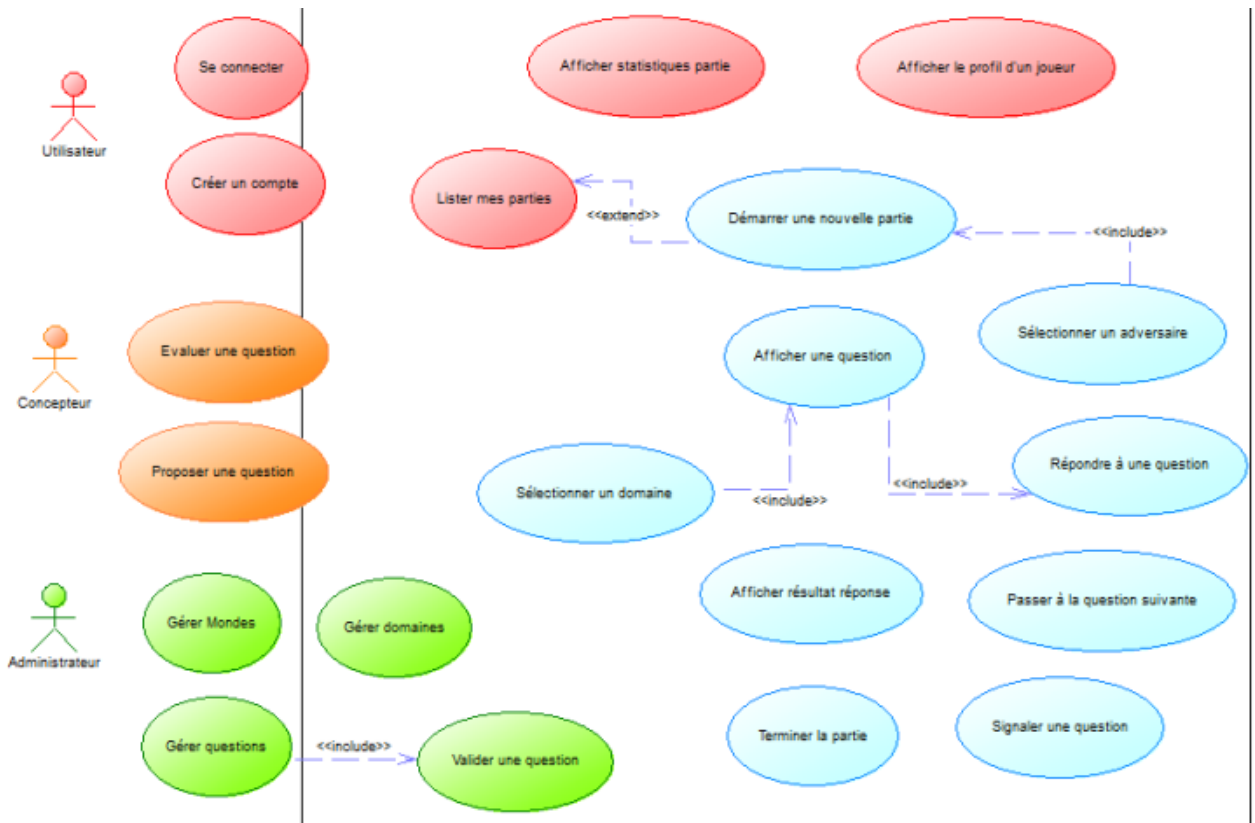 Se connecter
Afficher statistiques partie
Afficher le profil d'un joueur
Utilisateur
Créer un compte
Lister mes parties
<<extend>>
Démarrer une nouvelle partie
<<include>>
Evaluer une question
Afficher une question
Sélectionner un adversaire
Concepteur
Proposer une question
Sélectionner un domaine
<<include>>
<<include>>
Répondre à une question
Gérer Mondes
Gérer domaines
Afficher résultat réponse
Passer à la question suivante
Administrateur
Gérer questions
<<include>>
Valider une question
Terminer la partie
Signaler une question